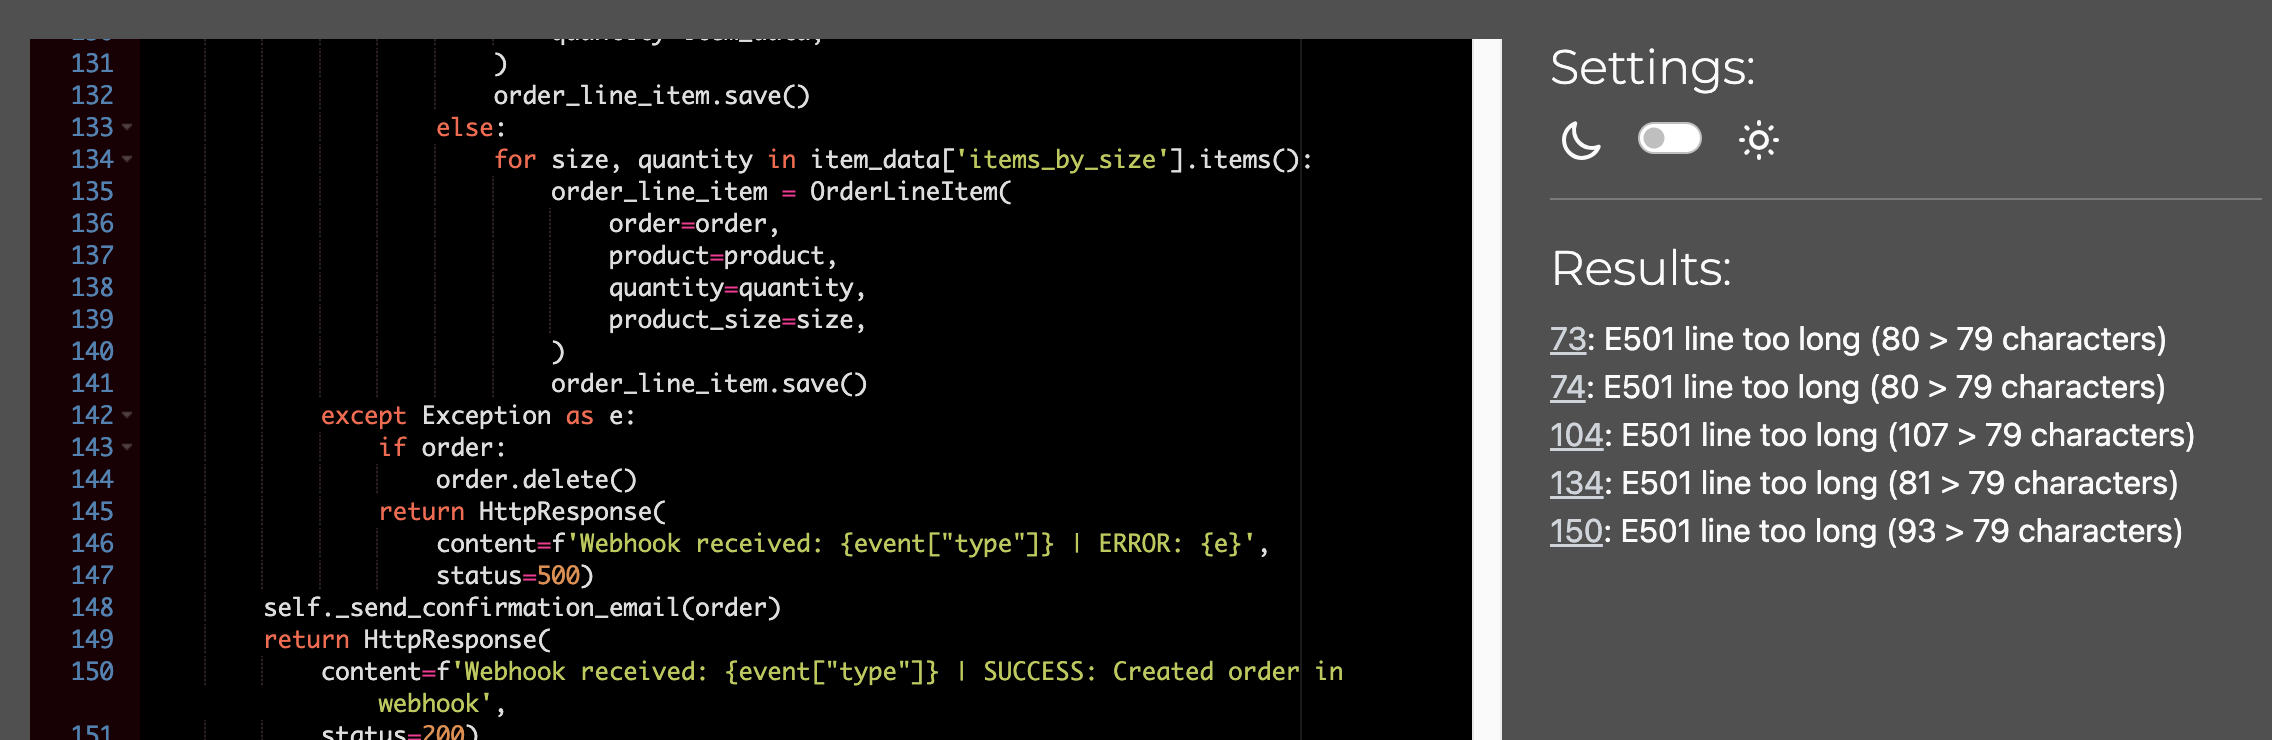 131 )
132 order_line_item.save()
133 else:
134 for size, quantity in item_data['items_by_size'].items():
135 order_line_item = OrderLineItem(
136 order=order,
137 product=product,
138 quantity=quantity,
139 product_size=size,
140 )
141 order_line_item.save()
142 except Exception as e:
143 if order:
144 order.delete()
145 return HttpResponse(
146 content=f'Webhook received: {event["type"]} | ERROR: {e}',
147 status=500)
148 self._send_confirmation_email(order)
149 return HttpResponse(
150 content=f'Webhook received: {event["type"]} | SUCCESS: Created order in
webhook',
151 status=200)
Settings:
Results:
73: E501 line too long (80 > 79 characters)
74: E501 line too long (80 > 79 characters)
104: E501 line too long (107 > 79 characters)
134: E501 line too long (81 > 79 characters)
150: E501 line too long (93 > 79 characters)